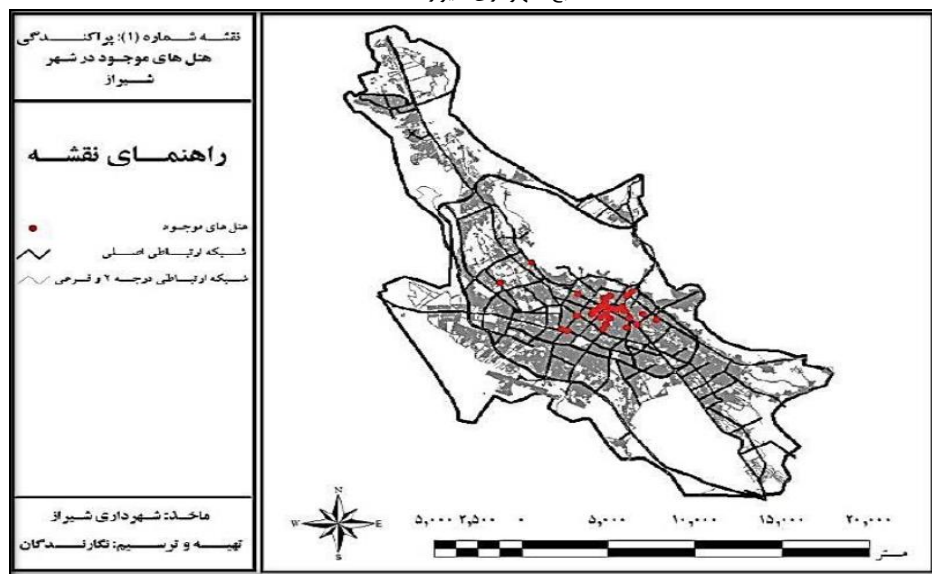 نقشه شماره (۱): پراکندگی
هتل های موجود در شهر
شیراز
راهنمای نقشه
هتل های موجود
شبکه ارتباطی اصلی
شبکه ارتباطی درجه ۲ و فرعی
ماخذ: شهرداری شیراز
تهیه و ترسیم: نگارندگان
N
W E
S
۵,۰۰۰ ۲,۵۰۰ ۰ ۵,۰۰۰ ۱۰,۰۰۰ ۱۵,۰۰۰ ۲۰,۰۰۰
متر